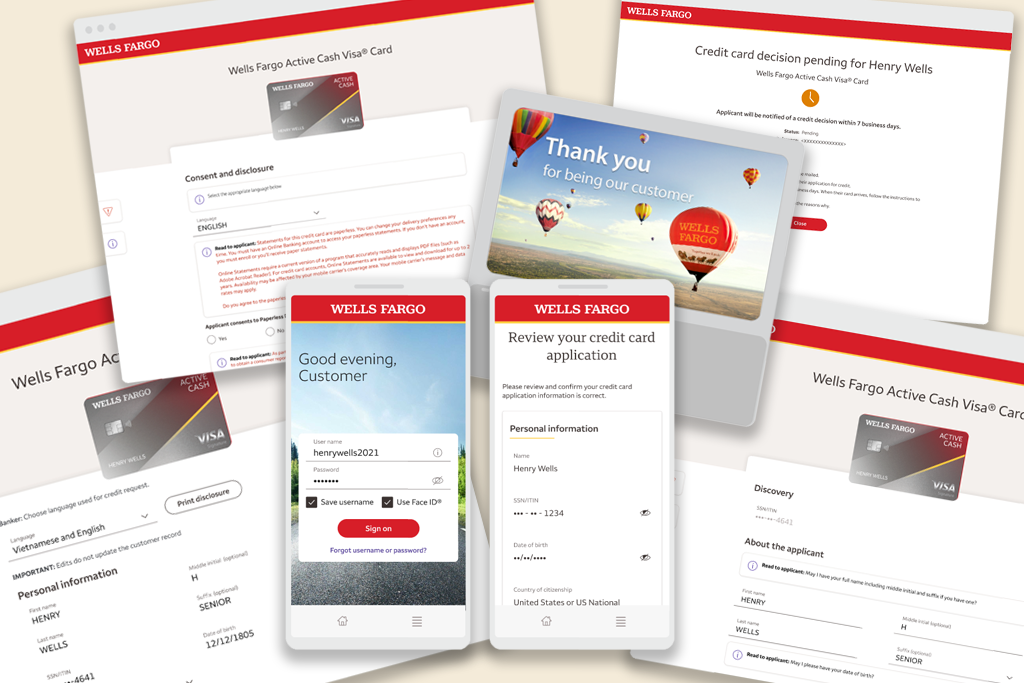 WELLS FARGO
Wells Fargo Active Cash Visa® Card
WELLS FARGO
ACTIVE
CASH
HENRY WELLS
VISA
Consent and disclosure
Select the appropriate language below
Language
ENGLISH
Read to applicant: Statements for this credit card are paperless. You can change your delivery preferences any
time. You must have an Online Banking account to access your paperless statements. If you don't have an account,
you must enroll or you'll receive paper statements.
Online Statements require a current version of a program that accurately reads and displays PDF files (such as
Adobe Acrobat Reader). For credit card accounts, Online Statements are available to view and download for up to 2
years. Availability may be affected by your mobile carrier's coverage area. Your mobile carrier's message and data
rates may apply.
Do you agree to the paperless
Applicant consents to Paperless
Yes
No
Read to applicant: As par
to obtain a consumer repor
WELLS FARGO
Credit card decision pending for Henry Wells
Wells Fargo Active Cash Visa® Card
Applicant will be notified of a credit decision within 7 business days.
Status: Pending
mailed.
application for credit.
business days. When their card arrives, follow the instructions to
the reasons why.
Close
Thank you
for being our customer
WELLS
FARGO
Together we'll go far
Wells Fargo Ac
WELLS FARGO
ACTIVE
CASH
HENRY WELLS
VISA
Banker: Choose language used for credit request.
Language
Vietnamese and English
Print disclosure
IMPORTANT: Edits do not update the customer record
Personal information
First name
HENRY
Middle initial (optional)
H
Last name
WELLS
Suffix (optional)
SENIOR
SSN/ITIN
4641
Date of birth
12/12/1805
WELLS FARGO
Good evening,
Customer
User name
henrywells2021
Password
•••••••
Save username
Use Face ID®
Sign on
Forgot username or password?
WELLS FARGO
Review your credit card
application
Please review and confirm your credit card
application information is correct.
Personal information
Name
Henry Wells
SSN/ITIN
••• - •• - 1234
Date of birth
••/••/••••
Country of citizenship
United States or US National
Wells Fargo Active Cash Visa® Card
WELLS FARGO
ACTIVE
CASH
HENRY WELLS
VISA
Discovery
SSN/ITIN
•••-••-4641
About the applicant
Read to applicant: May I have your full name including middle initial and suffix if you have one?
First name
HENRY
Middle initial (optional)
H
Last name
WELLS
Suffix (optional)
SENIOR
Read to applicant: May I please have your date of birth?